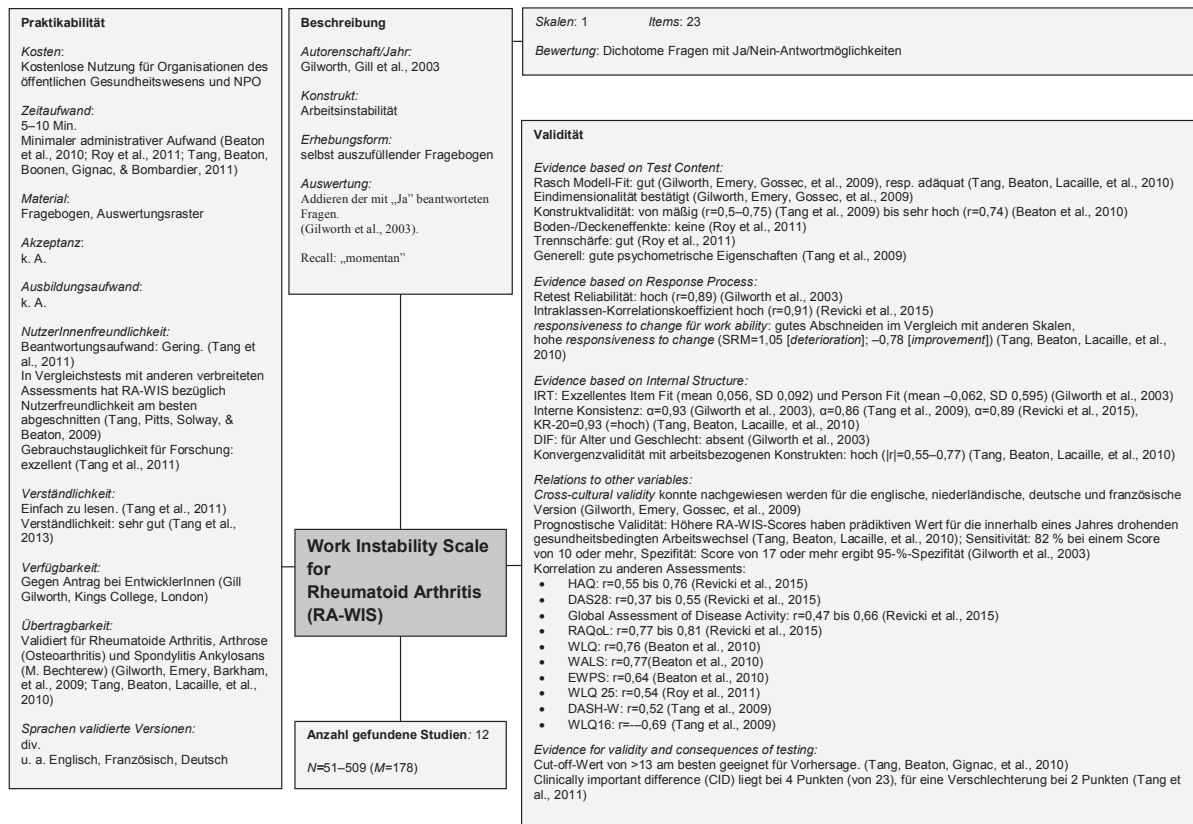 Praktikabilität
Kosten:
Kostenlose Nutzung für Organisationen des
öffentlichen Gesundheitswesens und NPO
Zeitaufwand:
5–10 Min.
Minimaler administrativer Aufwand (Beaton
et al., 2010; Roy et al., 2011; Tang, Beaton,
Boonen, Gignac, & Bombardier, 2011)
Material:
Fragebogen, Auswertungsraster
Akzeptanz:
k. A.
Ausbildungsaufwand:
k. A.
NutzerInnenfreundlichkeit:
Beantwortungsaufwand: Gering. (Tang et
al., 2011)
In Vergleichstests mit anderen verbreiteten
Assessments hat RA-WIS bezüglich
Nutzerfreundlichkeit am besten
abgeschnitten (Tang, Pitts, Solway, &
Beaton, 2009)
Gebrauchstauglichkeit für Forschung:
exzellent (Tang et al., 2011)
Verständlichkeit:
Einfach zu lesen. (Tang et al., 2011)
Verständlichkeit: sehr gut (Tang et al.,
2013)
Verfügbarkeit:
Gegen Antrag bei EntwicklerInnen (Gill
Gilworth, Kings College, London)
Übertragbarkeit:
Validiert für Rheumatoide Arthritis, Arthrose
(Osteoarthritis) und Spondylitis Ankylosans
(M. Bechterew) (Gilworth, Emery, Barkham,
et al., 2009; Tang, Beaton, Lacaille, et al.,
2010)
Sprachen validierte Versionen:
div.
u. a. Englisch, Französisch, Deutsch
Beschreibung
Autorenschaft/Jahr:
Gilworth, Gill et al., 2003
Konstrukt:
Arbeitsinstabilität
Erhebungsform:
selbst auszufüllender Fragebogen
Auswertung:
Addieren der mit „Ja” beantworteten
Fragen.
(Gilworth et al., 2003).
Recall: „momentan”
Work Instability Scale
for
Rheumatoid Arthritis
(RA-WIS)
Anzahl gefundene Studien: 12
N=51–509 (M=178)
Skalen: 1 Items: 23
Bewertung: Dichotome Fragen mit Ja/Nein-Antwortmöglichkeiten
Validität
Evidence based on Test Content:
Rasch Modell-Fit: gut (Gilworth, Emery, Gossec, et al., 2009), resp. adäquat (Tang, Beaton, Lacaille, et al., 2010)
Eindimensionalität bestätigt (Gilworth, Emery, Gossec, et al., 2009)
Konstruktvalidität: von mäßig (r=0,5–0,75) (Tang et al., 2009) bis sehr hoch (r=0,74) (Beaton et al., 2010)
Boden-/Deckeneffenkte: keine (Roy et al., 2011)
Trennschärfe: gut (Roy et al., 2011)
Generell: gute psychometrische Eigenschaften (Tang et al., 2009)
Evidence based on Response Process:
Retest Reliabilität: hoch (r=0,89) (Gilworth et al., 2003)
Intraklassen-Korrelationskoeffizient hoch (r=0,91) (Revicki et al., 2015)
responsiveness to change für work ability: gutes Abschneiden im Vergleich mit anderen Skalen,
hohe responsiveness to change (SRM=1,05 [deterioration]; –0,78 [improvement]) (Tang, Beaton, Lacaille, et al.,
2010)
Evidence based on Internal Structure:
IRT: Exzellentes Item Fit (mean 0,056, SD 0,092) und Person Fit (mean –0,062, SD 0,595) (Gilworth et al., 2003)
Interne Konsistenz: α=0,93 (Gilworth et al., 2003), α=0,86 (Tang et al., 2009), α=0,89 (Revicki et al., 2015),
KR-20=0,93 (=hoch) (Tang, Beaton, Lacaille, et al., 2010)
DIF: für Alter und Geschlecht: absent (Gilworth et al., 2003)
Konvergenzvalidität mit arbeitsbezogenen Konstrukten: hoch (|r|=0,55–0,77) (Tang, Beaton, Lacaille, et al., 2010)
Relations to other variables:
Cross-cultural validity konnte nachgewiesen werden für die englische, niederländische, deutsche und französische
Version (Gilworth, Emery, Gossec, et al., 2009)
Prognostische Validität: Höhere RA-WIS-Scores haben prädiktiven Wert für die innerhalb eines Jahres drohenden
gesundheitsbedingten Arbeitswechsel (Tang, Beaton, Lacaille, et al., 2010); Sensitivität: 82 % bei einem Score
von 10 oder mehr, Spezifität: Score von 17 oder mehr ergibt 95-%-Spezifität (Gilworth et al., 2003)
Korrelation zu anderen Assessments:
• HAQ: r=0,55 bis 0,76 (Revicki et al., 2015)
• DAS28: r=0,37 bis 0,55 (Revicki et al., 2015)
• Global Assessment of Disease Activity: r=0,47 bis 0,66 (Revicki et al., 2015)
• RAQoL: r=0,77 bis 0,81 (Revicki et al., 2015)
• WLQ: r=0,76 (Beaton et al., 2010)
• WALS: r=0,77(Beaton et al., 2010)
• EWPS: r=0,64 (Beaton et al., 2010)
• WLQ 25: r=0,54 (Roy et al., 2011)
• DASH-W: r=0,52 (Tang et al., 2009)
• WLQ16: r=-–0,69 (Tang et al., 2009)
Evidence for validity and consequences of testing:
Cut-off-Wert von >13 am besten geeignet für Vorhersage. (Tang, Beaton, Gignac, et al., 2010)
Clinically important difference (CID) liegt bei 4 Punkten (von 23), für eine Verschlechterung bei 2 Punkten (Tang et
al., 2011)